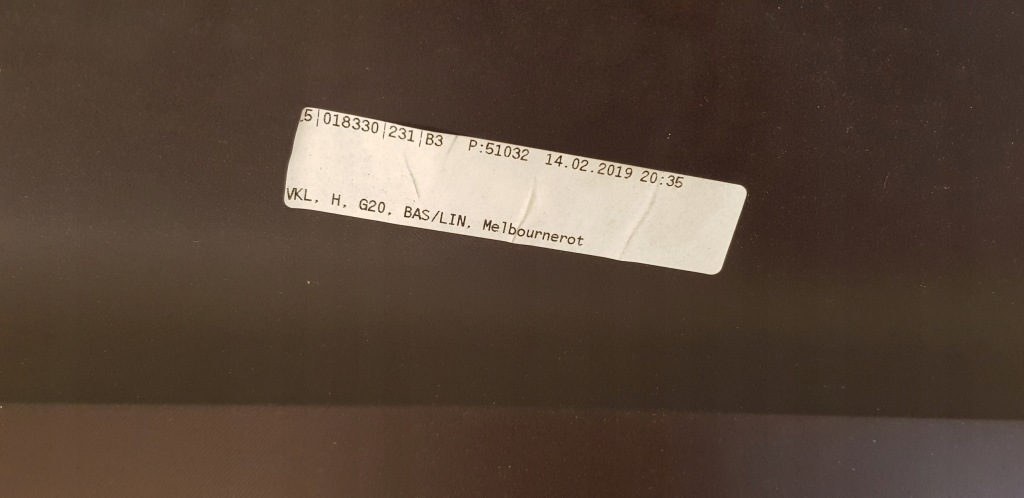 5|018330|231|B3 P:51032 14.02.2019 20:35
VKL, H, G20, BAS/LIN, Melbournerot